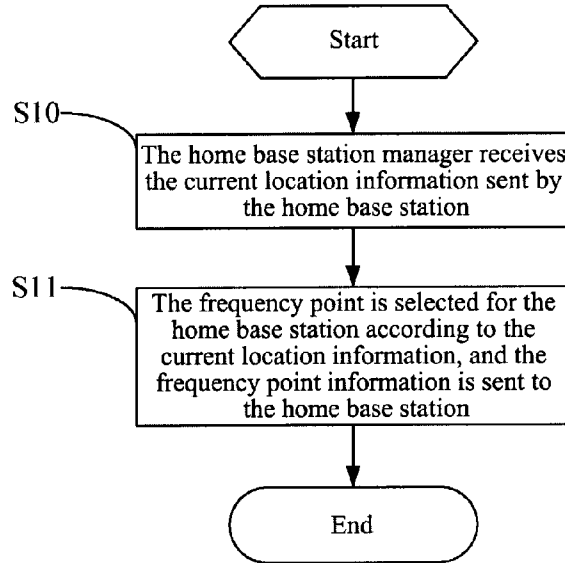 Start
S10
The home base station manager receives
the current location information sent by
the home base station
S11
The frequency point is selected for the
home base station according to the
current location information, and the
frequency point information is sent to
the home base station
End